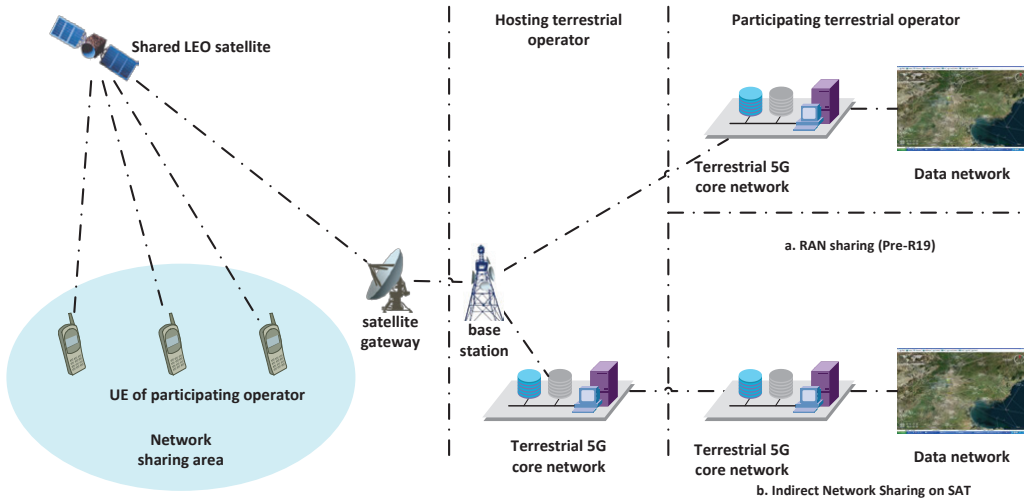 Shared LEO satellite
Hosting terrestrial
operator
Participating terrestrial operator
Terrestrial 5G
core network
Data network
a. RAN sharing (Pre-R19)
satellite
gateway
base
station
UE of participating operator
Network
sharing area
Terrestrial 5G
core network
Terrestrial 5G
core network
Data network
b. Indirect Network Sharing on SAT